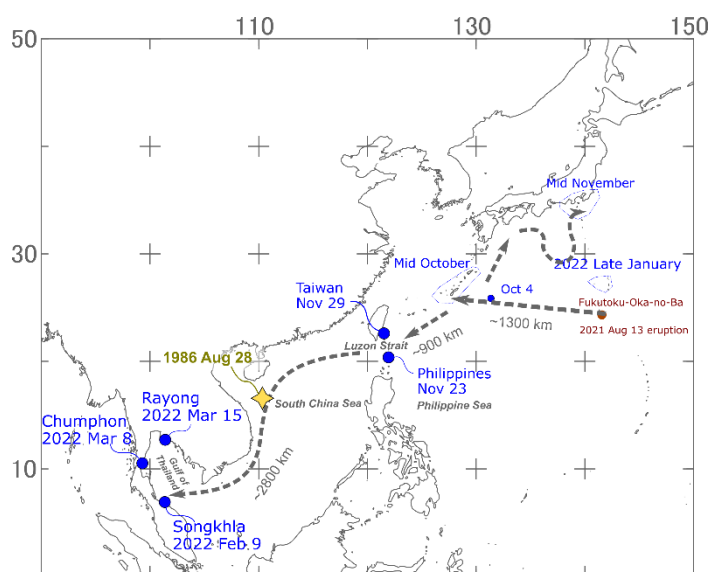 110
130
150
50
30
10
Mid November
Mid October
2022 Late January
Oct 4
Fukutoku-Oka-no-Ba
2021 Aug 13 eruption
~1300 km
Taiwan
Nov 29
~900 km
Luzon Strait
1986 Aug 28
Philippines
Nov 23
Philippine Sea
South China Sea
Rayong
2022 Mar 15
Chumphon
2022 Mar 8
Gulf of
Thailand
~2800 km
Songkhla
2022 Feb 9